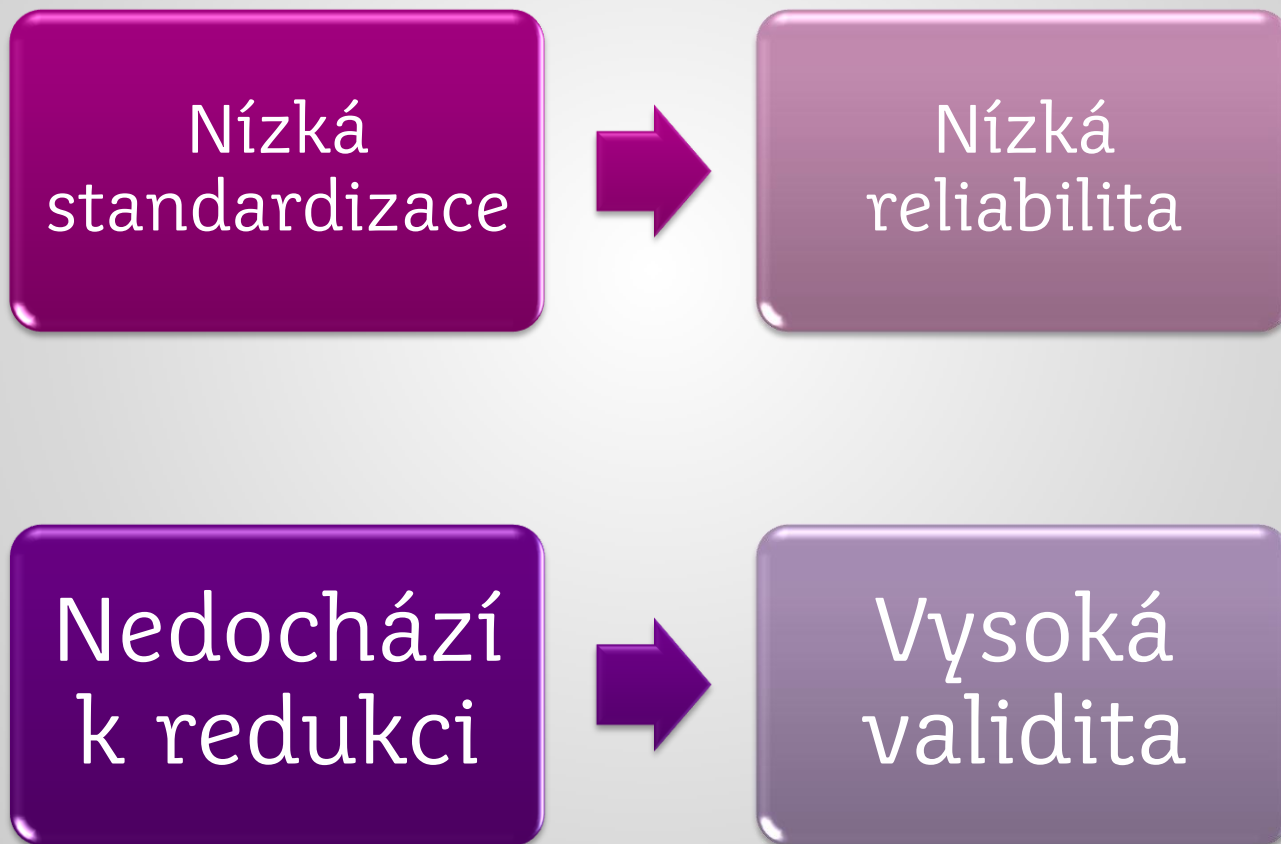 Nízká
standardizace
Nízká
reliabilita
Nedochází
k redukci
Vysoká
validita